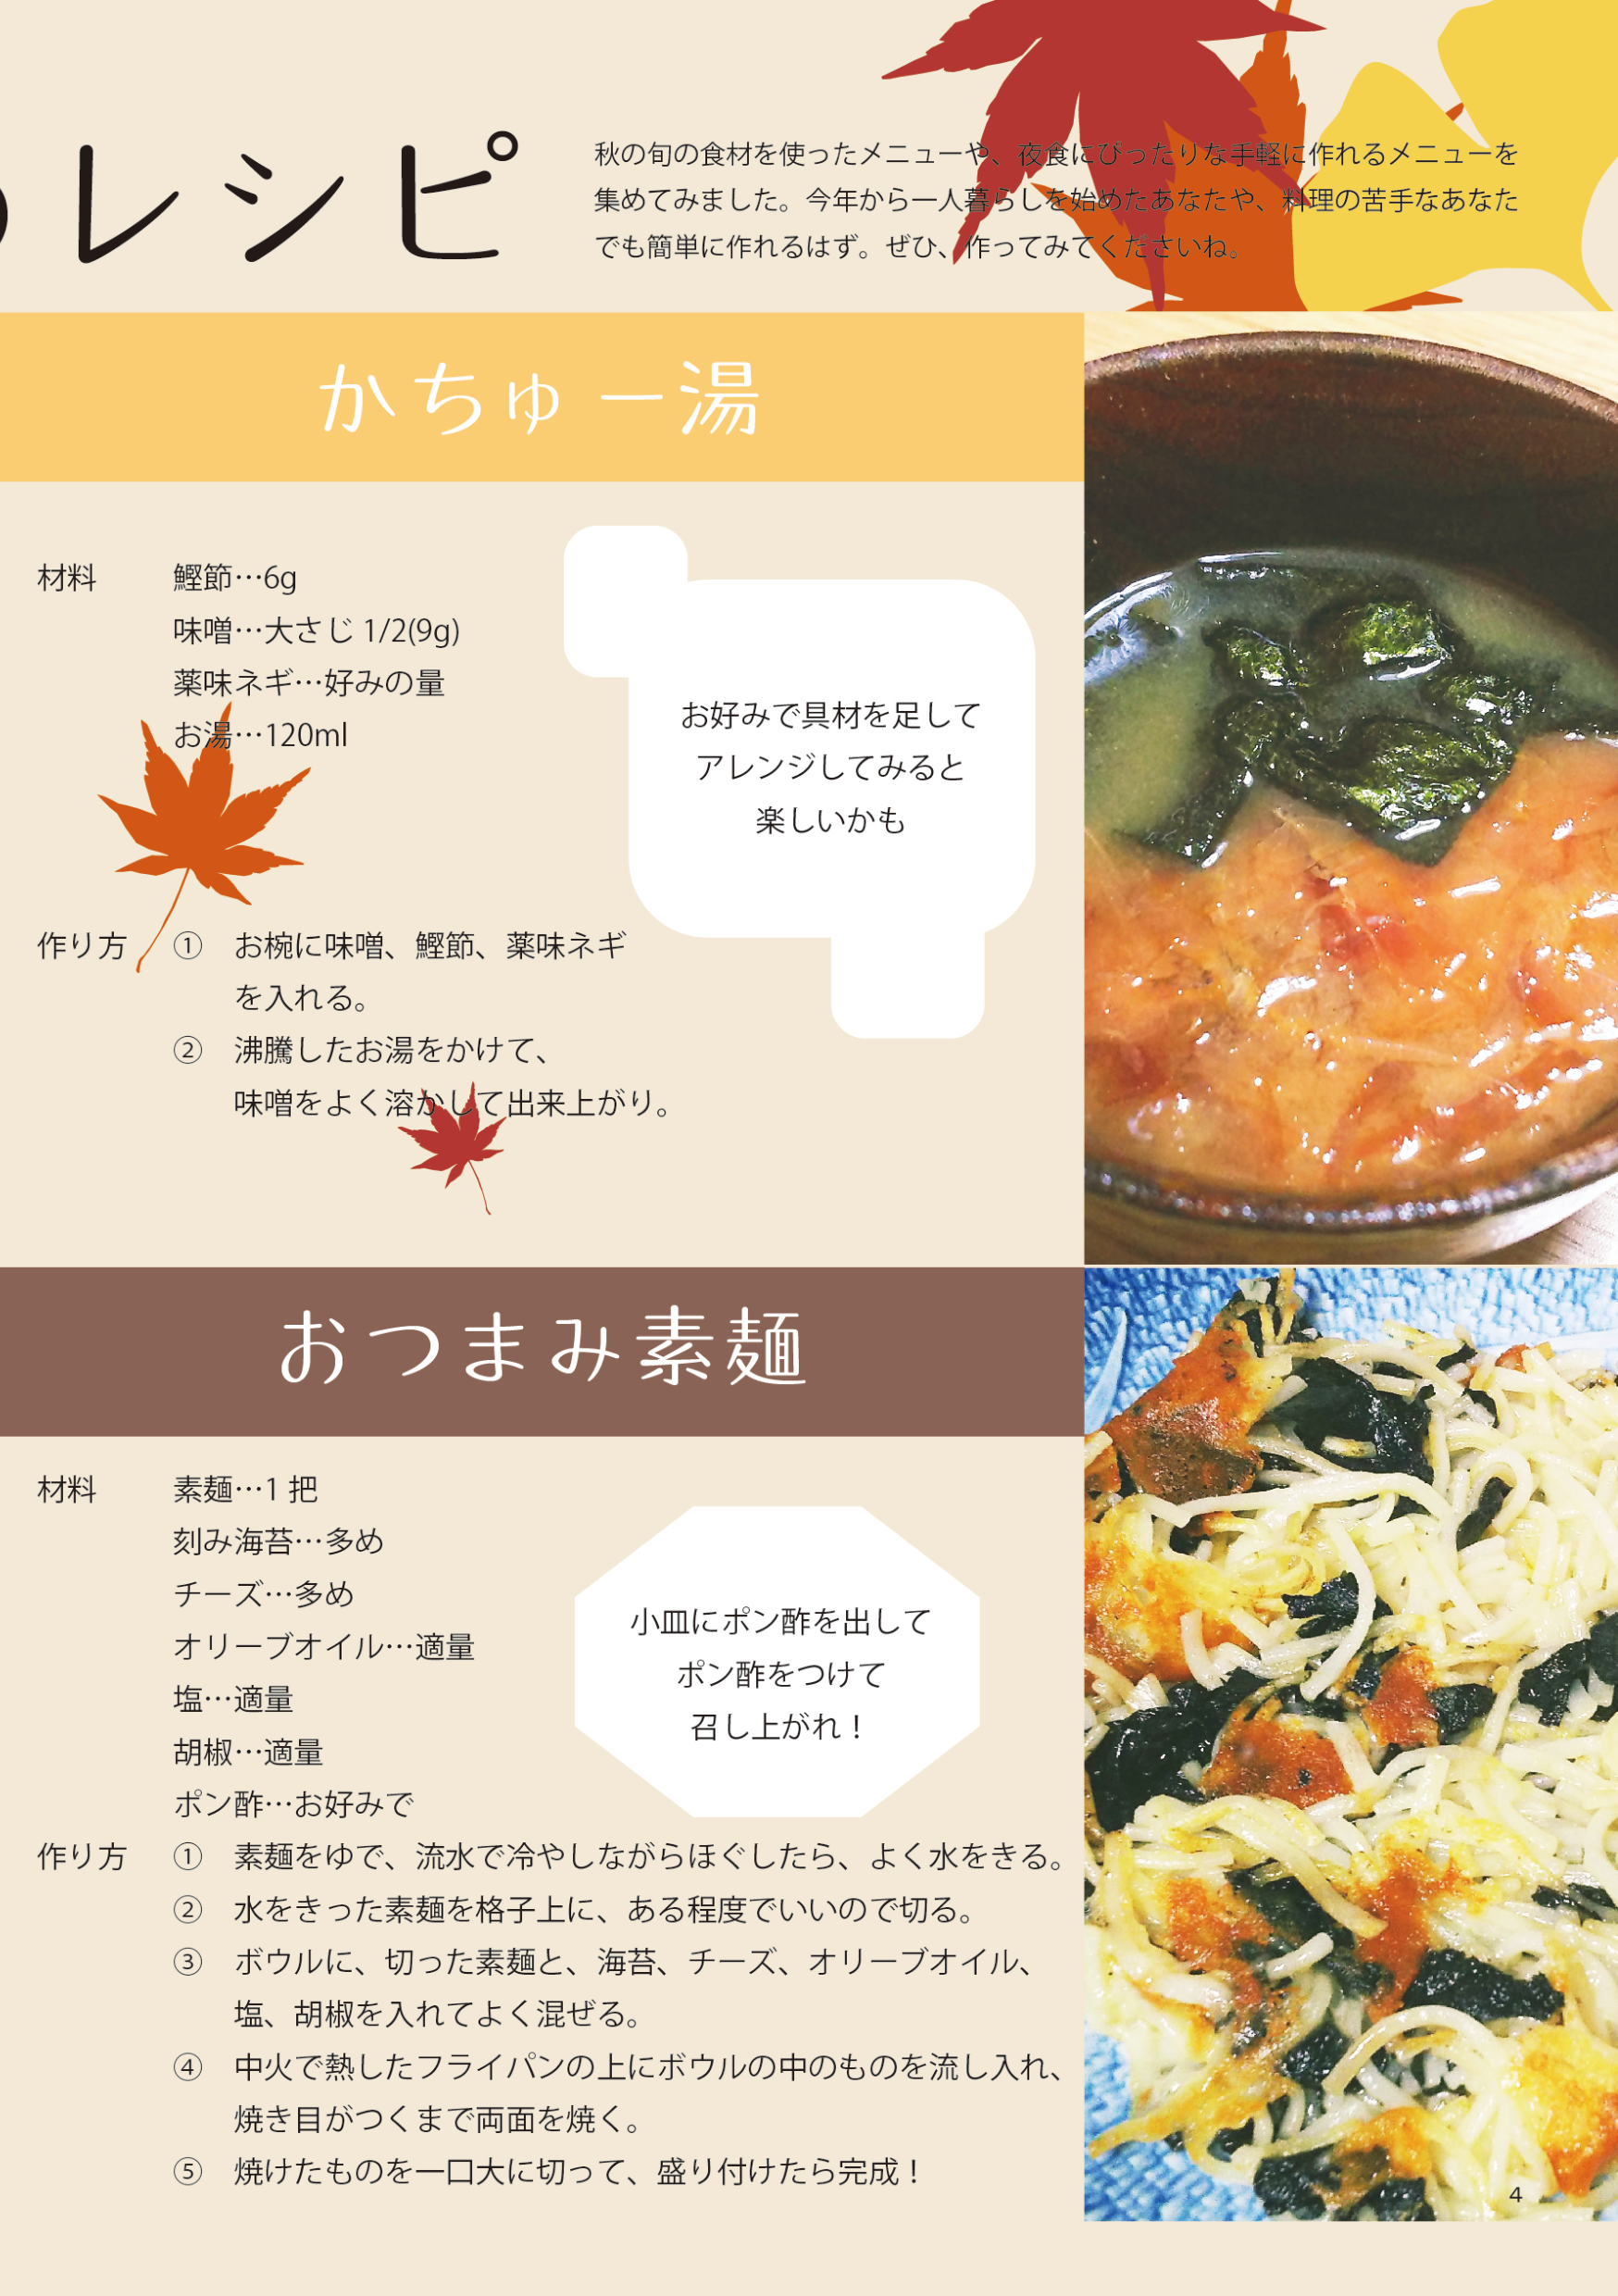 レシピ
秋の旬の食材を使ったメニューや、夜食にぴったりな手軽に作れるメニューを
集めてみました。今年から一人暮らしを始めたあなたや、料理の苦手なあなた
でも簡単に作れるはず。ぜひ、作ってみてくださいね。
かちゅー湯
材料 鰹節…6g
味噌…大さじ 1/2(9g)
薬味ネギ…好みの量
お湯…120ml
お好みで具材を足して
アレンジしてみると
楽しいかも
作り方 ① お椀に味噌、鰹節、薬味ネギ
を入れる。
② 沸騰したお湯をかけて、
味噌をよく溶かして出来上がり。
おつまみ素麺
材料 素麺…1 把
刻み海苔…多め
チーズ…多め
オリーブオイル…適量
塩…適量
胡椒…適量
ポン酢…お好みで
小皿にポン酢を出して
ポン酢をつけて
召し上がれ！
作り方 ① 素麺をゆで、流水で冷やしながらほぐしたら、よく水をきる。
② 水をきった素麺を格子上に、ある程度でいいので切る。
③ ボウルに、切った素麺と、海苔、チーズ、オリーブオイル、
塩、胡椒を入れてよく混ぜる。
④ 中火で熱したフライパンの上にボウルの中のものを流し入れ、
焼き目がつくまで両面を焼く。
⑤ 焼けたものを一口大に切って、盛り付けたら完成！
4